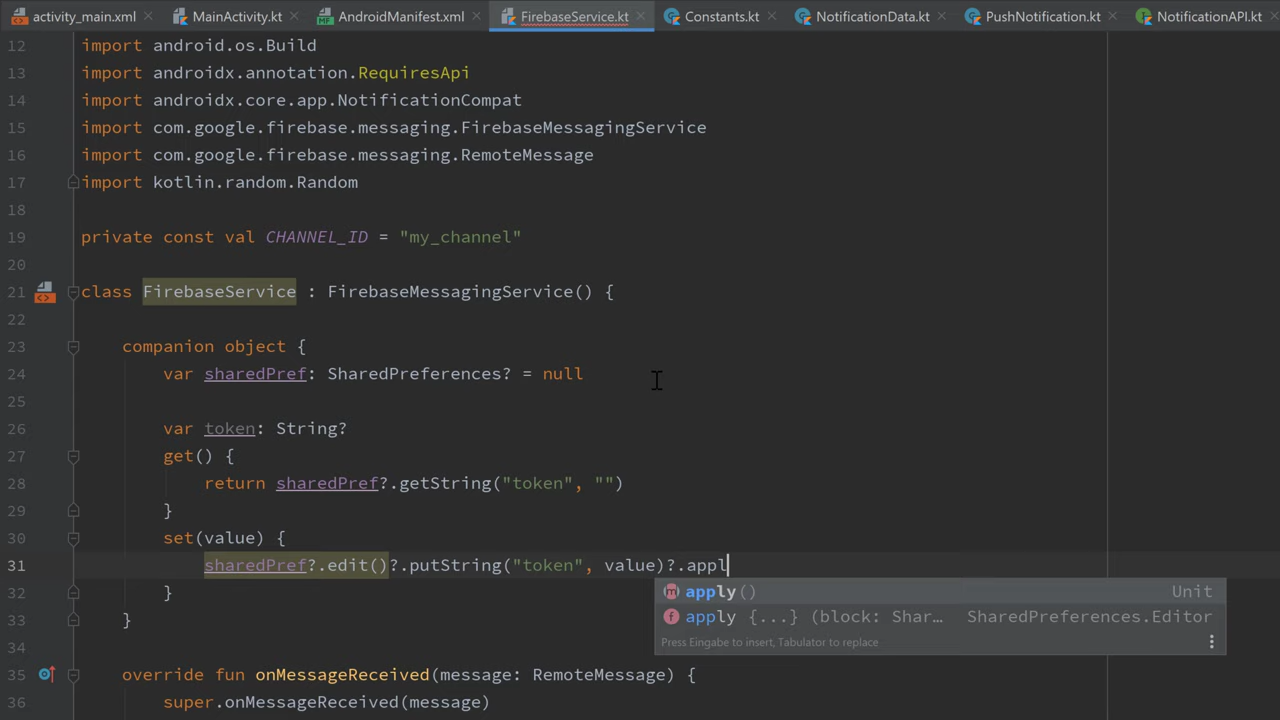 activity_main.xml MainActivity.kt AndroidManifest.xml FirebaseService.kt Constants.kt NotificationData.kt PushNotification.kt NotificationAPI.kt
12 import android.os.Build
13 import androidx.annotation.RequiresApi
14 import androidx.core.app.NotificationCompat
15 import com.google.firebase.messaging.FirebaseMessagingService
16 import com.google.firebase.messaging.RemoteMessage
17 import kotlin.random.Random
18
19 private const val CHANNEL_ID = "my_channel"
20
21 class FirebaseService : FirebaseMessagingService() {
22
23 companion object {
24 var sharedPref: SharedPreferences? = null
25
26 var token: String?
27 get() {
28 return sharedPref?.getString("token", "")
29 }
30 set(value) {
31 sharedPref?.edit()?.putString("token", value)?.appl
m apply() Unit
32 }
f apply {...} (block: Shar… SharedPreferences.Editor
33 }
Press Eingabe to insert, Tabulator to replace
34
35 override fun onMessageReceived(message: RemoteMessage) {
36 super.onMessageReceived(message)